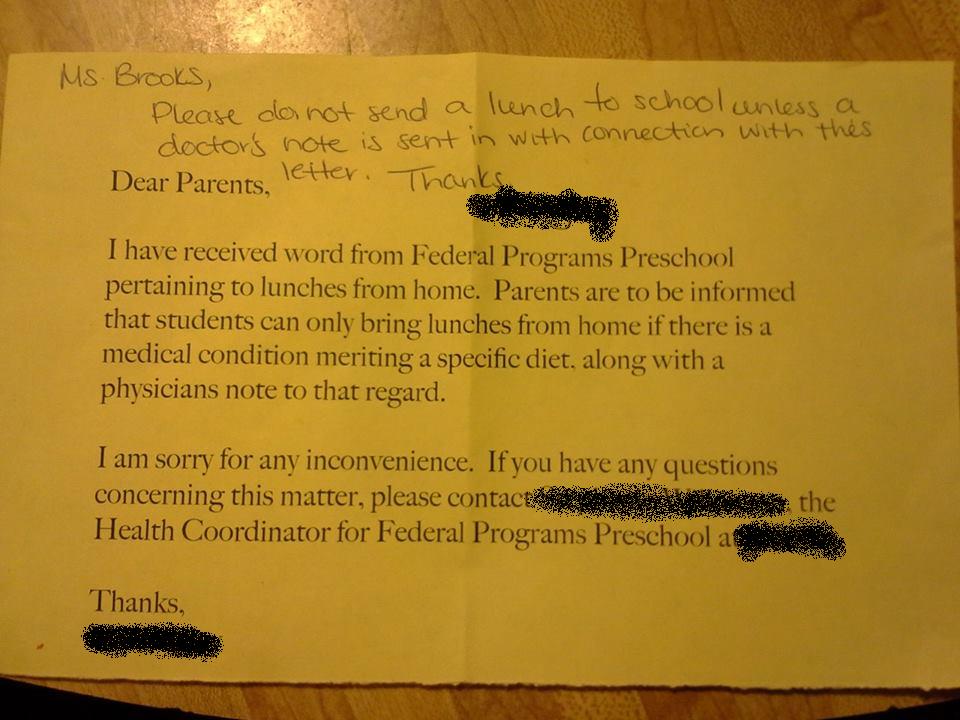 Ms. Brooks,
Please do not send a lunch to school unless a
doctor's note is sent in with connection with this
letter. Thanks
Dear Parents,
I have received word from Federal Programs Preschool
pertaining to lunches from home. Parents are to be informed
that students can only bring lunches from home if there is a
medical condition meriting a specific diet, along with a
physicians note to that regard.
I am sorry for any inconvenience. If you have any questions
concerning this matter, please contact , the
Health Coordinator for Federal Programs Preschool at
Thanks,